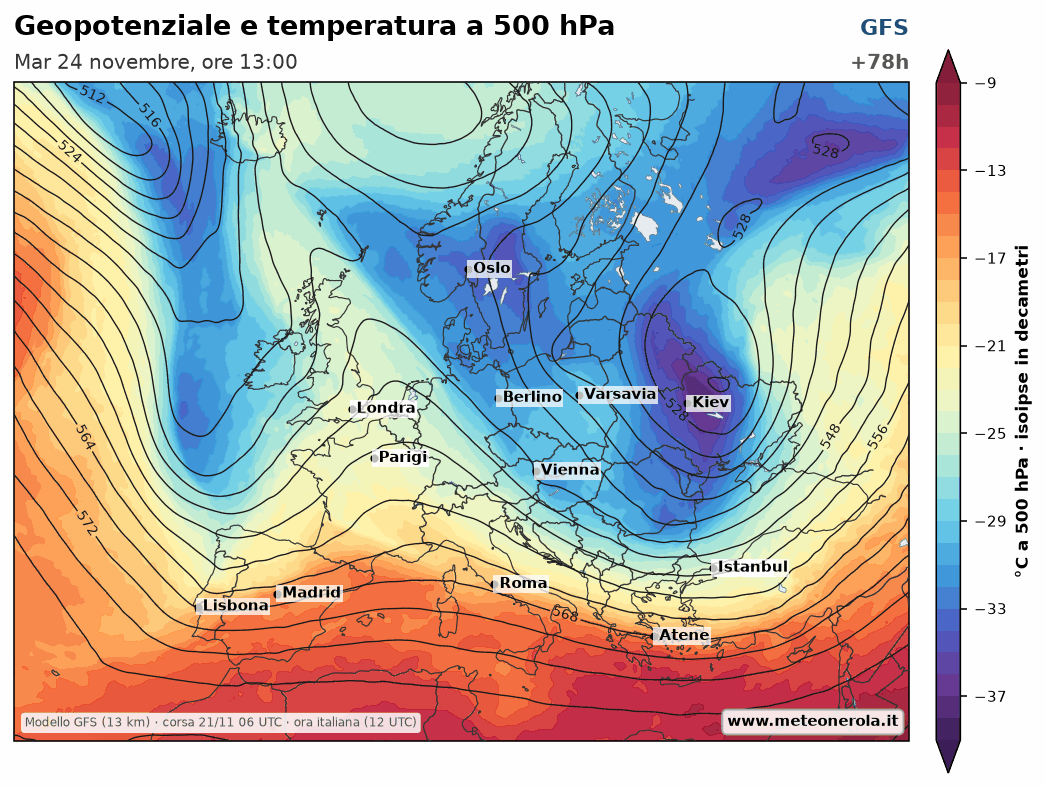 Geopotenziale e temperatura a 500 hPa
GFS
Mar 24 novembre, ore 13:00
+78h
512
516
524
528
528
Oslo
Berlino
Varsavia
Kiev
528
Londra
Parigi
Vienna
564
548
556
572
Istanbul
Roma
Madrid
Lisbona
568
Atene
Modello GFS (13 km) · corsa 21/11 06 UTC · ora italiana (12 UTC)
www.meteonerola.it
−9
−13
−17
−21
−25
−29
−33
−37
°C a 500 hPa · isoipse in decametri